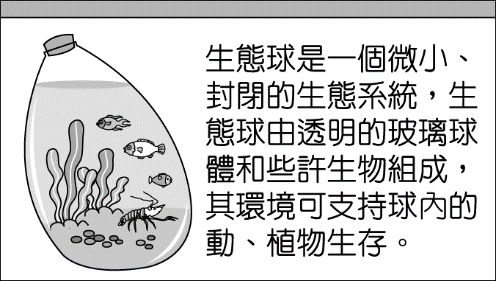 生態球是一個微小、
封閉的生態系統，生
態球由透明的玻璃球
體和些許生物組成，
其環境可支持球內的
動、植物生存。